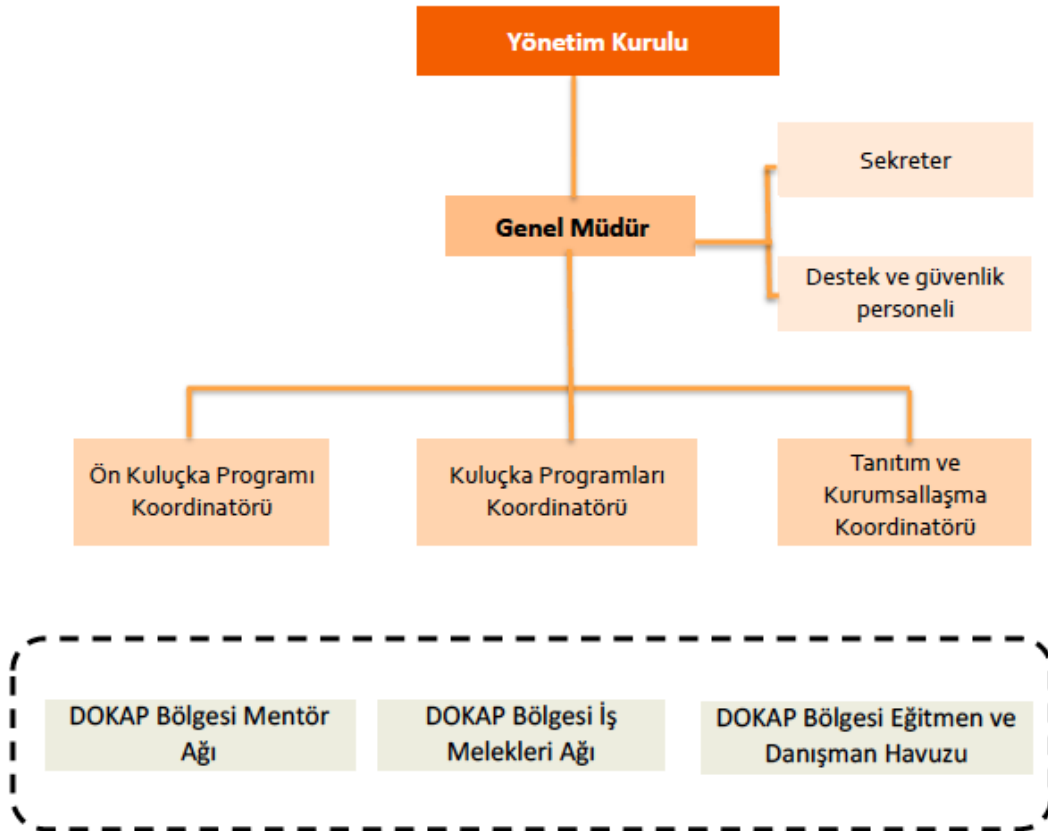 Yönetim Kurulu
Sekreter
Genel Müdür
Destek ve güvenlik
personeli
Ön Kuluçka Programı
Koordinatörü
Kuluçka Programları
Koordinatörü
Tanıtım ve
Kurumsallaşma
Koordinatörü
DOKAP Bölgesi Mentör
Ağı
DOKAP Bölgesi İş
Melekleri Ağı
DOKAP Bölgesi Eğitmen ve
Danışman Havuzu